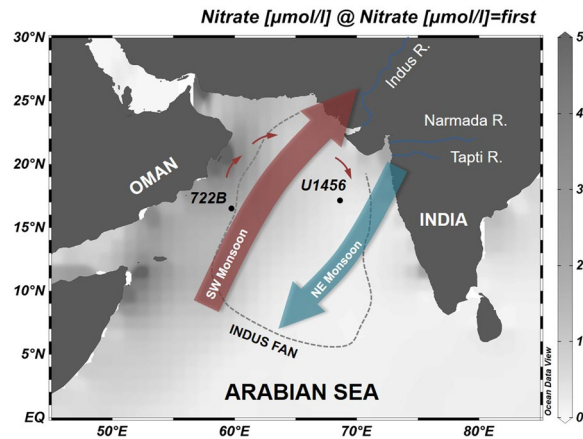 Nitrate [µmol/l] @ Nitrate [µmol/l]=first
30°N
25°N
20°N
15°N
10°N
5°N
EQ
50°E
60°E
70°E
80°E
5
4
3
2
1
0
Indus R.
Narmada R.
Tapti R.
OMAN
722B
U1456
INDIA
SW Monsoon
NE Monsoon
INDUS FAN
ARABIAN SEA
Ocean Data View